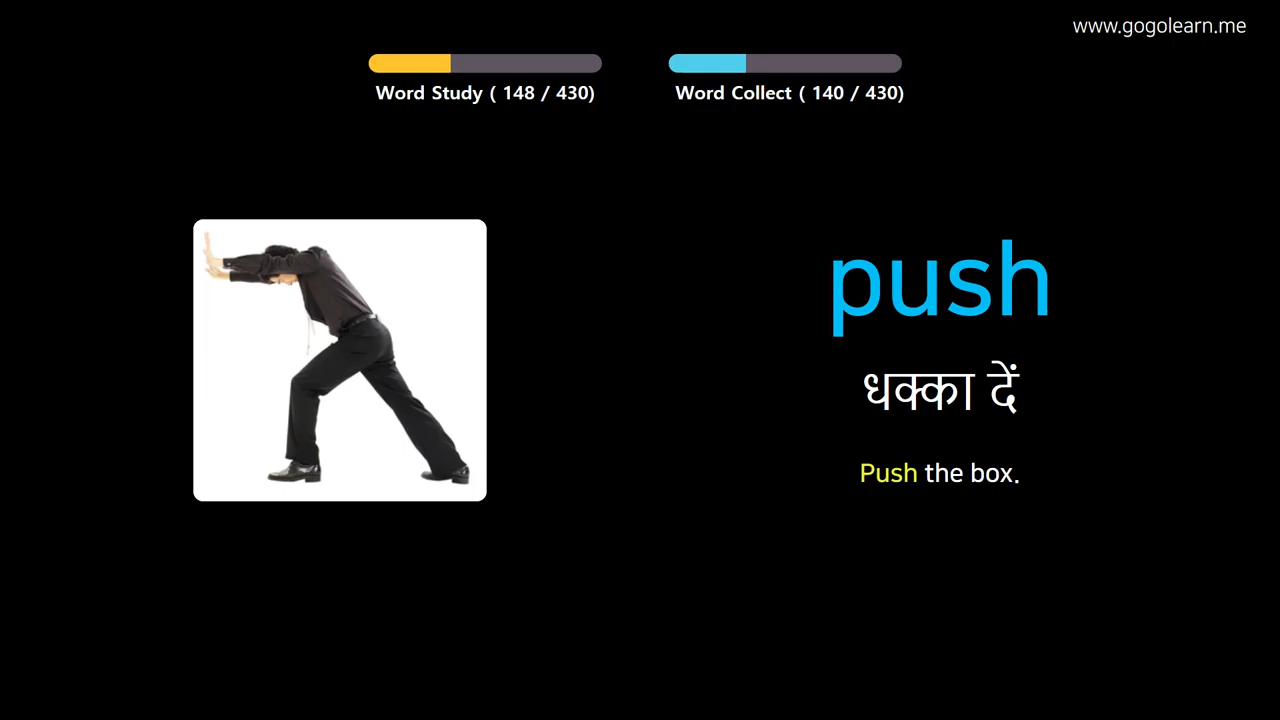 www.gogolearn.me
Word Study ( 148 / 430)
Word Collect ( 140 / 430)
push
धक्का दें
Push the box.